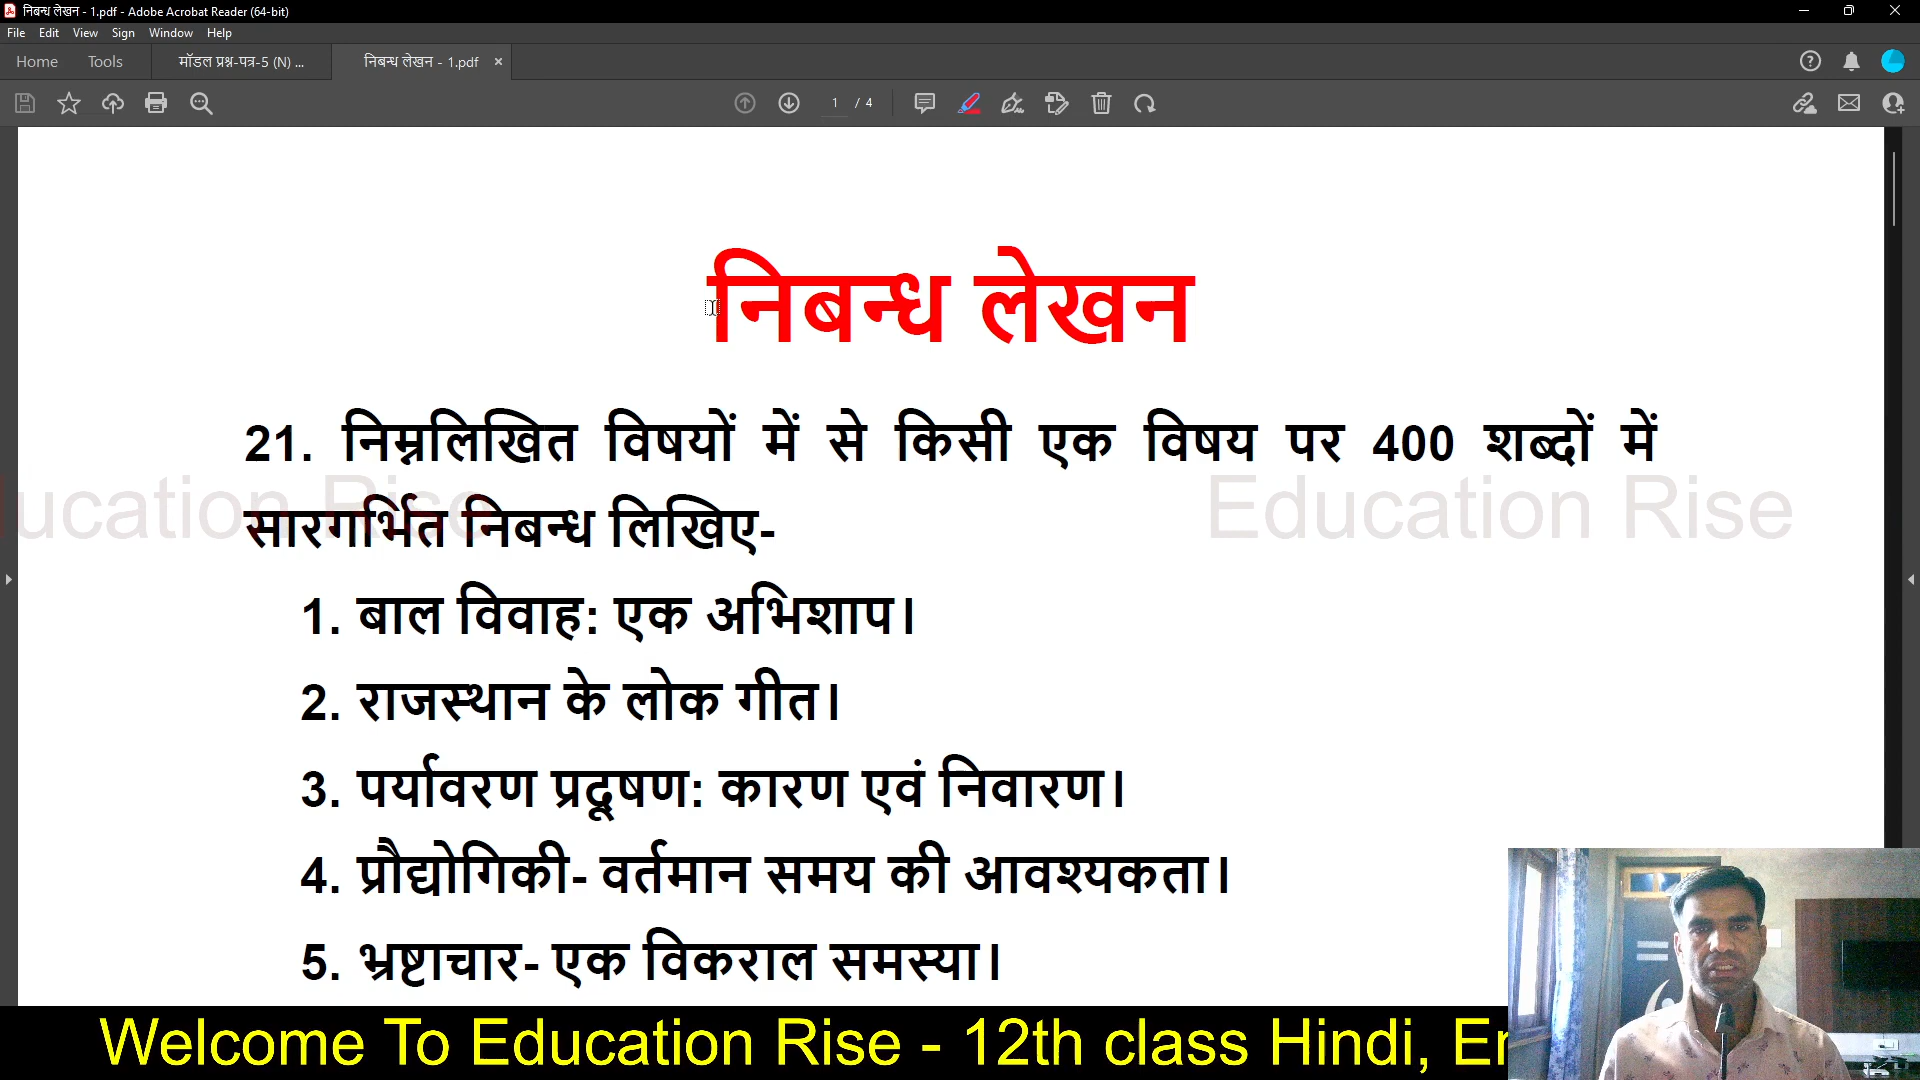 निबन्ध लेखन - 1.pdf - Adobe Acrobat Reader (64-bit)
File Edit View Sign Window Help
Home Tools मॉडल प्रश्न-पत्र-5 (N) ... निबन्ध लेखन - 1.pdf
1 / 4
निबन्ध लेखन
21. निम्नलिखित विषयों में से किसी एक विषय पर 400 शब्दों में
ucation Rise Education Rise
सारगर्भित निबन्ध लिखिए-
1. बाल विवाह: एक अभिशाप।
2. राजस्थान के लोक गीत।
3. पर्यावरण प्रदूषण: कारण एवं निवारण।
4. प्रौद्योगिकी- वर्तमान समय की आवश्यकता।
5. भ्रष्टाचार- एक विकराल समस्या।
Welcome To Education Rise - 12th class Hindi, En